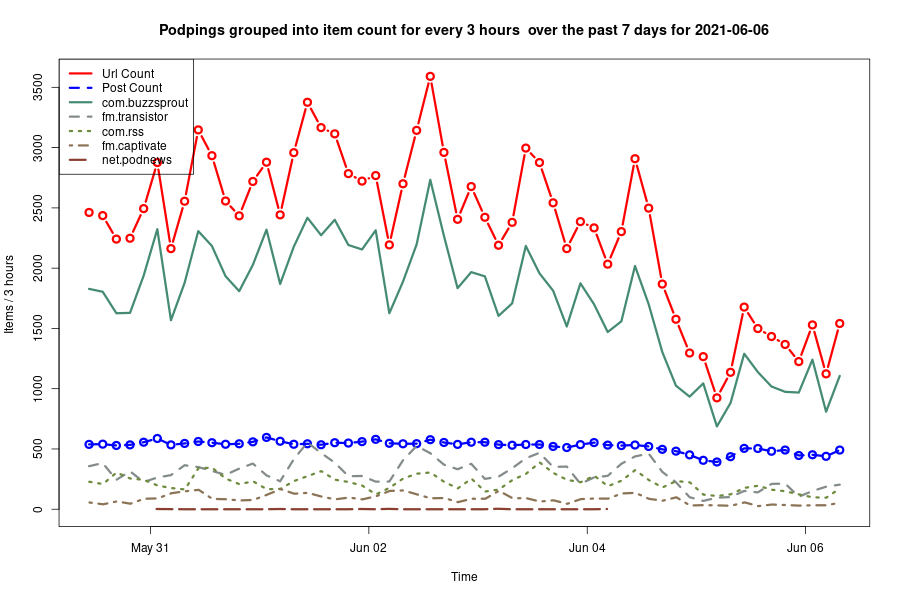 Podpings grouped into item count for every 3 hours  over the past 7 days for 2021-06-06
Url Count
Post Count
com.buzzsprout
fm.transistor
com.rss
fm.captivate
net.podnews
3500
3000
2500
2000
1500
1000
500
0
Items / 3 hours
May 31
Jun 02
Jun 04
Jun 06
Time